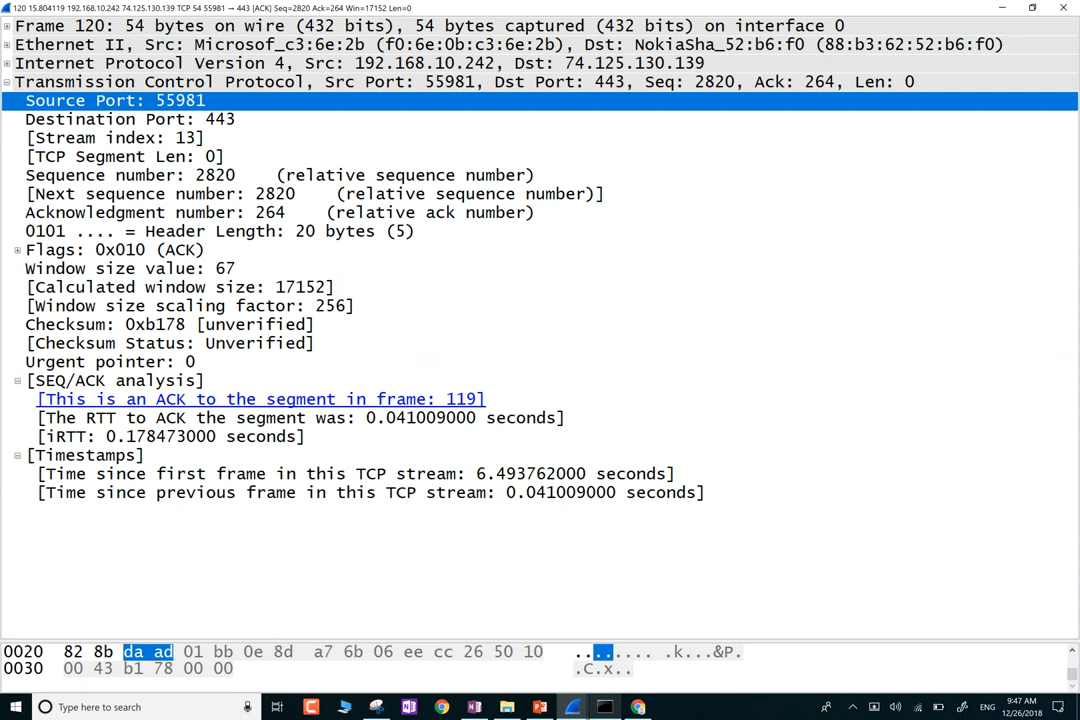 120 15.804119 192.168.10.242 74.125.130.139 TCP 54 55981 → 443 [ACK] Seq=2820 Ack=264 Win=17152 Len=0
Frame 120: 54 bytes on wire (432 bits), 54 bytes captured (432 bits) on interface 0
Ethernet II, Src: Microsof_c3:6e:2b (f0:6e:0b:c3:6e:2b), Dst: NokiaSha_52:b6:f0 (88:b3:62:52:b6:f0)
Internet Protocol Version 4, Src: 192.168.10.242, Dst: 74.125.130.139
Transmission Control Protocol, Src Port: 55981, Dst Port: 443, Seq: 2820, Ack: 264, Len: 0
Source Port: 55981
Destination Port: 443
[Stream index: 13]
[TCP Segment Len: 0]
Sequence number: 2820    (relative sequence number)
[Next sequence number: 2820    (relative sequence number)]
Acknowledgment number: 264    (relative ack number)
0101 .... = Header Length: 20 bytes (5)
Flags: 0x010 (ACK)
Window size value: 67
[Calculated window size: 17152]
[Window size scaling factor: 256]
Checksum: 0xb178 [unverified]
[Checksum Status: Unverified]
Urgent pointer: 0
[SEQ/ACK analysis]
[This is an ACK to the segment in frame: 119]
[The RTT to ACK the segment was: 0.041009000 seconds]
[iRTT: 0.178473000 seconds]
[Timestamps]
[Time since first frame in this TCP stream: 6.493762000 seconds]
[Time since previous frame in this TCP stream: 0.041009000 seconds]
0020 82 8b da ad 01 bb 0e 8d a7 6b 06 ee cc 26 50 10 ........ .k...&P.
0030 00 43 b1 78 00 00 .C.x..
Type here to search
ENG
9:47 AM
12/26/2018